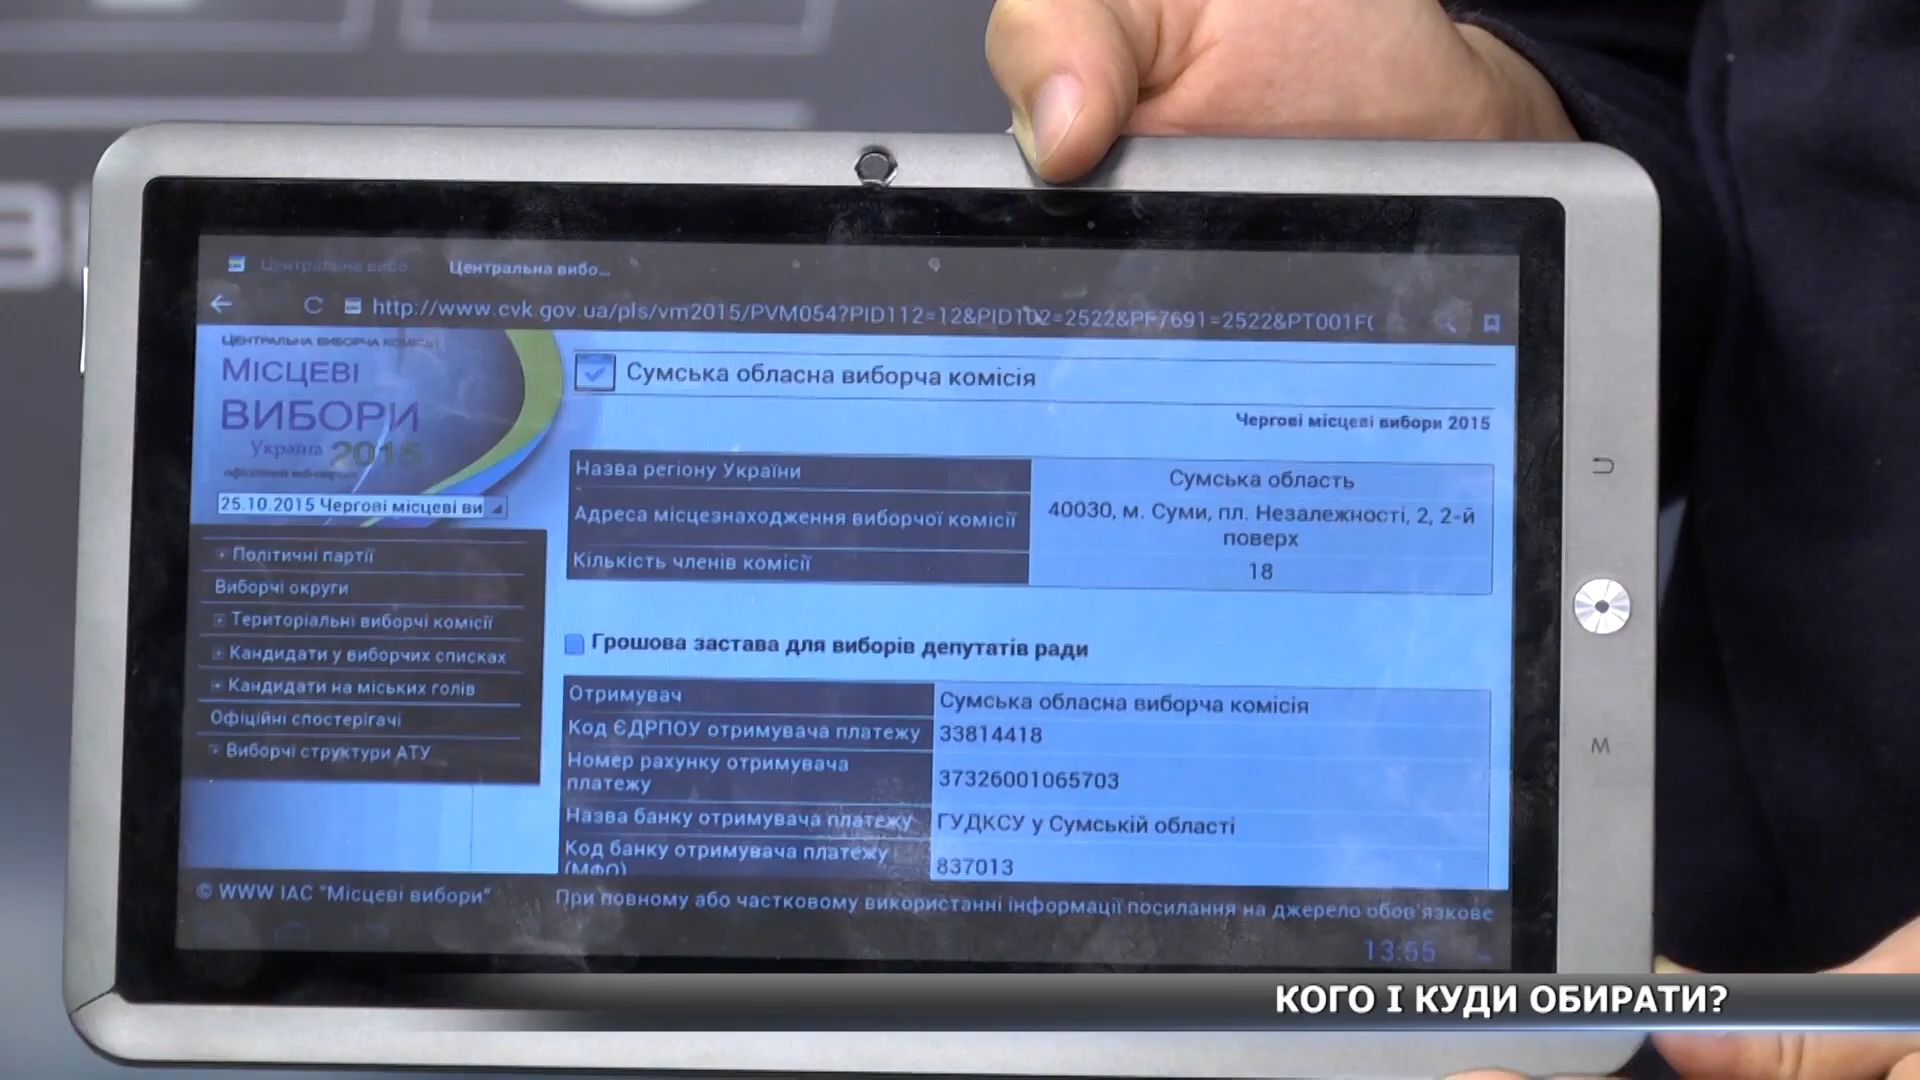 Центральна вибо
Центральна вибо...
http://www.cvk.gov.ua/pls/vm2015/PVM054?PID112=12&PID102=2522&PF7691=2522&PT001F(
ЦЕНТРАЛЬНА ВИБОРЧА КОМІСІЯ
МІСЦЕВІ
ВИБОРИ
Україна 2015
25.10.2015 Чергові місцеві ви
Політичні партії
Виборчі округи
Територіальні виборчі комісії
Кандидати у виборчих списках
Кандидати на міських голів
Офіційні спостерігачі
Виборчі структури АТУ
Сумська обласна виборча комісія
Чергові місцеві вибори 2015
Назва регіону України
Сумська область
Адреса місцезнаходження виборчої комісії
40030, м. Суми, пл. Незалежності, 2, 2-й
поверх
Кількість членів комісії
18
Грошова застава для виборів депутатів ради
Отримувач
Сумська обласна виборча комісія
Код ЄДРПОУ отримувача платежу
33814418
Номер рахунку отримувача
платежу
37326001065703
Назва банку отримувача платежу
ГУДКСУ у Сумській області
Код банку отримувача платежу
(МФО)
837013
© WWW ІАС "Місцеві вибори"
При повному або частковому використанні інформації посилання на джерело обов'язкове
13:55
M
КОГО І КУДИ ОБИРАТИ?